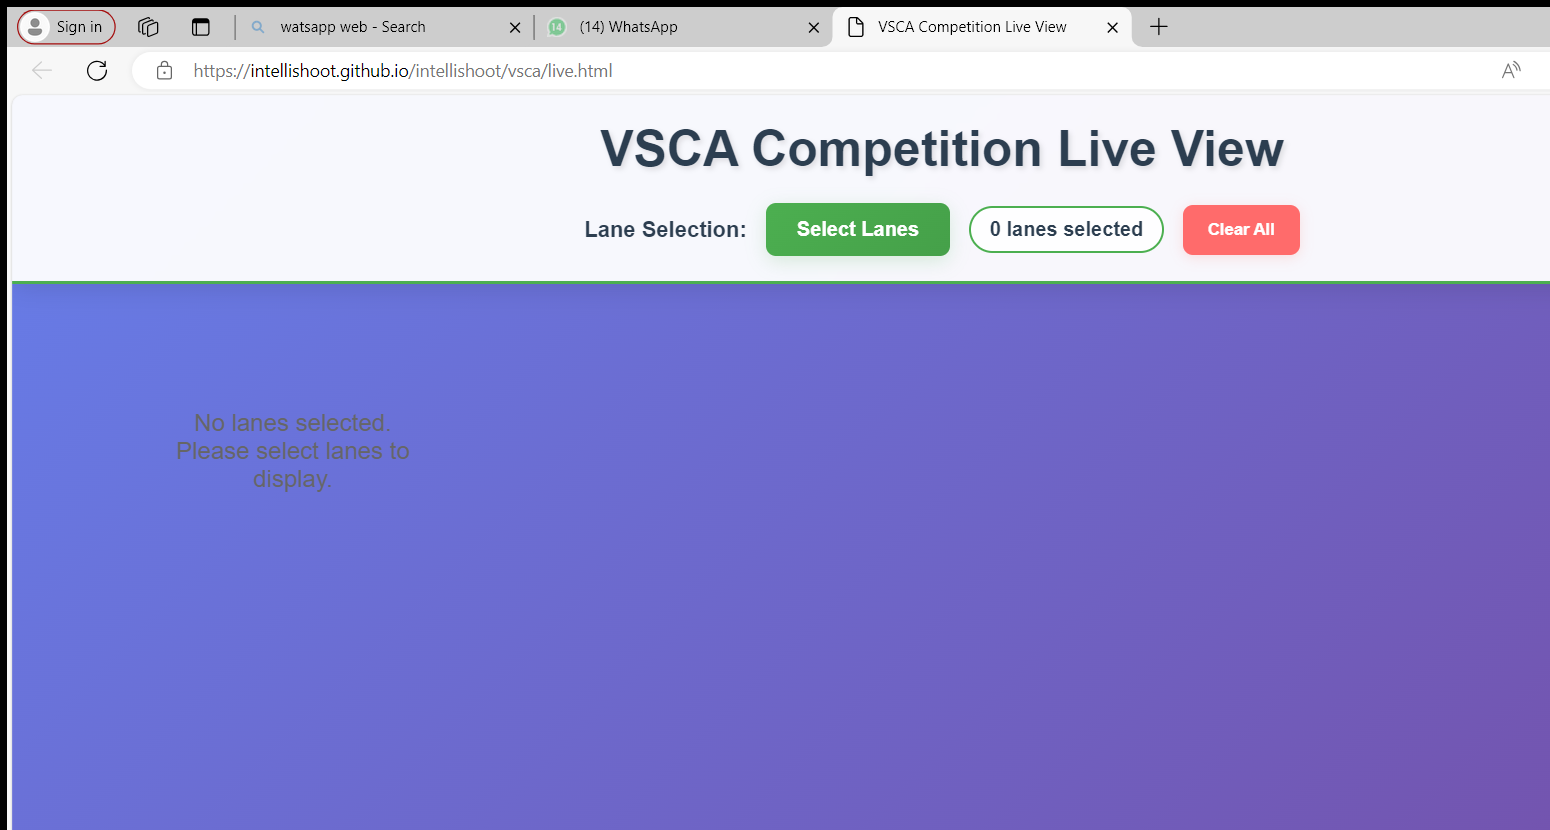 Sign in
watsapp web - Search
14
(14) WhatsApp
VSCA Competition Live View
https://intellishoot.github.io/intellishoot/vsca/live.html
VSCA Competition Live View
Lane Selection:
Select Lanes
0 lanes selected
Clear All
No lanes selected.
Please select lanes to
display.